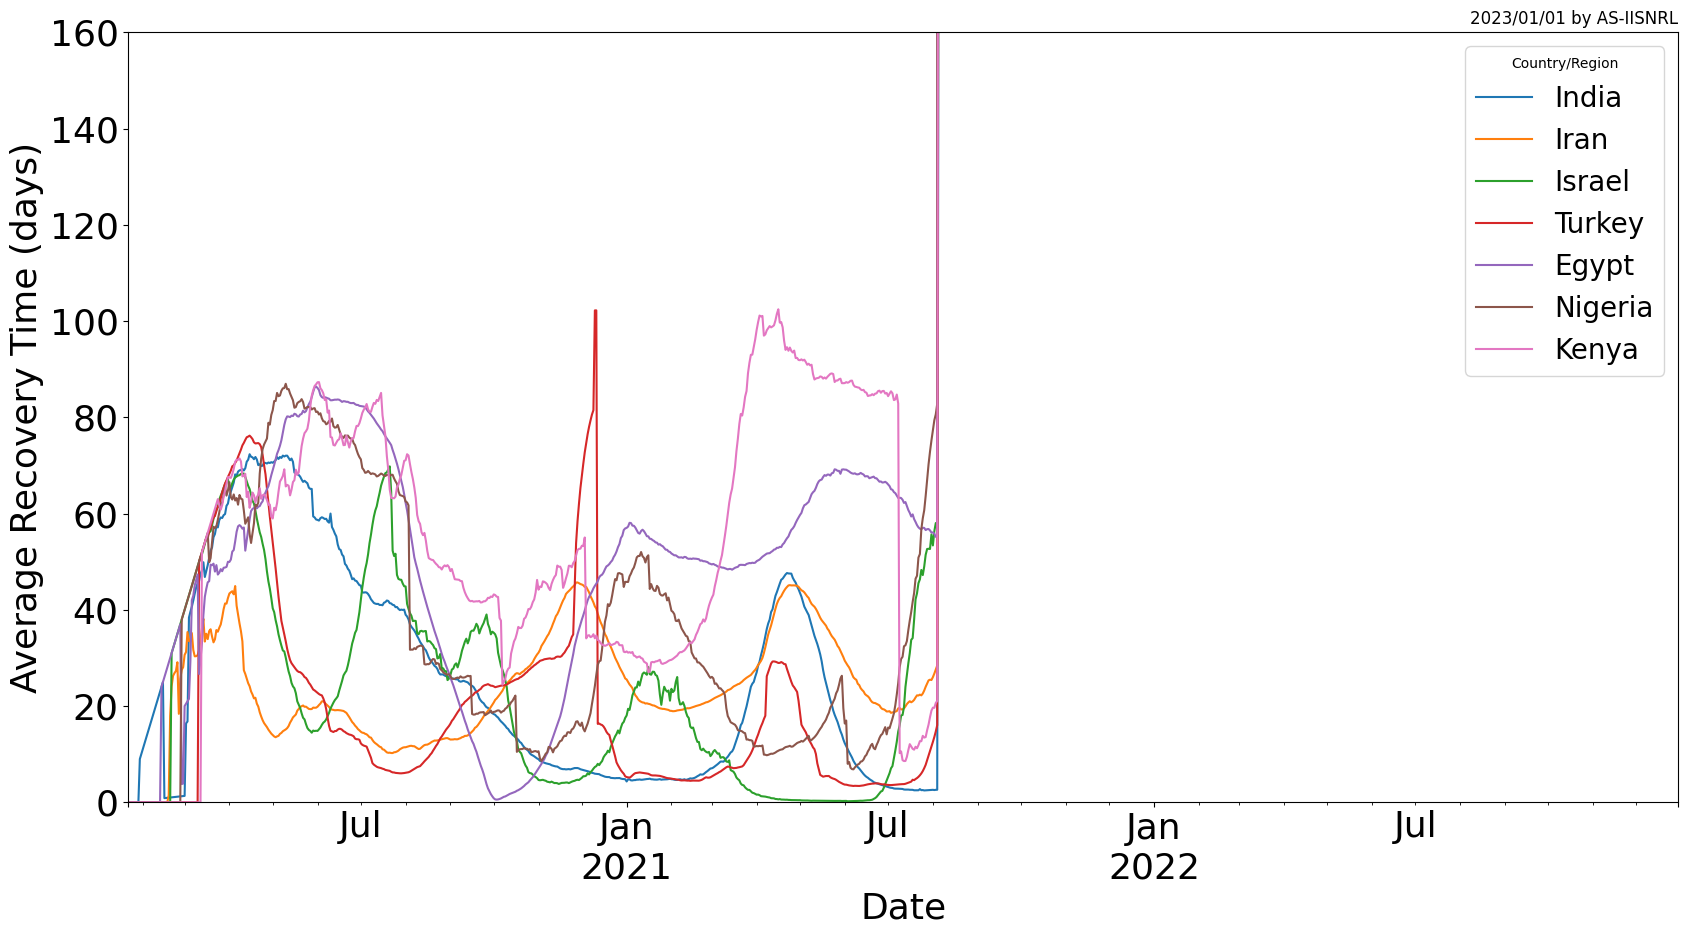 2023/01/01 by AS-IISNRL
Average Recovery Time (days)
160
140
120
100
80
60
40
20
0
Country/Region
India
Iran
Israel
Turkey
Egypt
Nigeria
Kenya
Jul
Jan
2021
Jul
Jan
2022
Jul
Date